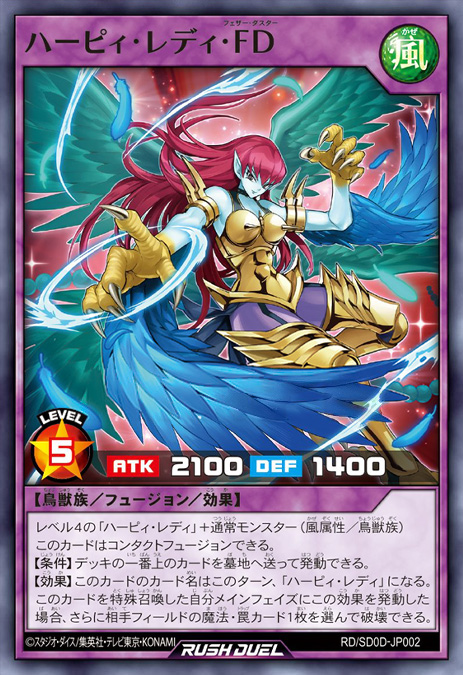 フェザー・ダスター
ハーピィ・レディ・FD
かぜ
風
LEVEL
5
ATK 2100 DEF 1400
【鳥獣族／フュージョン／効果】
レベル4の「ハーピィ・レディ」＋通常モンスター（風属性／鳥獣族）
このカードはコンタクトフュージョンできる。
【条件】デッキの一番上のカードを墓地へ送って発動できる。
【効果】このカードのカード名はこのターン、「ハーピィ・レディ」になる。
このカードを特殊召喚した自分メインフェイズにこの効果を発動した
場合、さらに相手フィールドの魔法・罠カード1枚を選んで破壊できる。
©スタジオ・ダイス/集英社・テレビ東京・KONAMI
RUSH DUEL
RD/SD0D-JP002